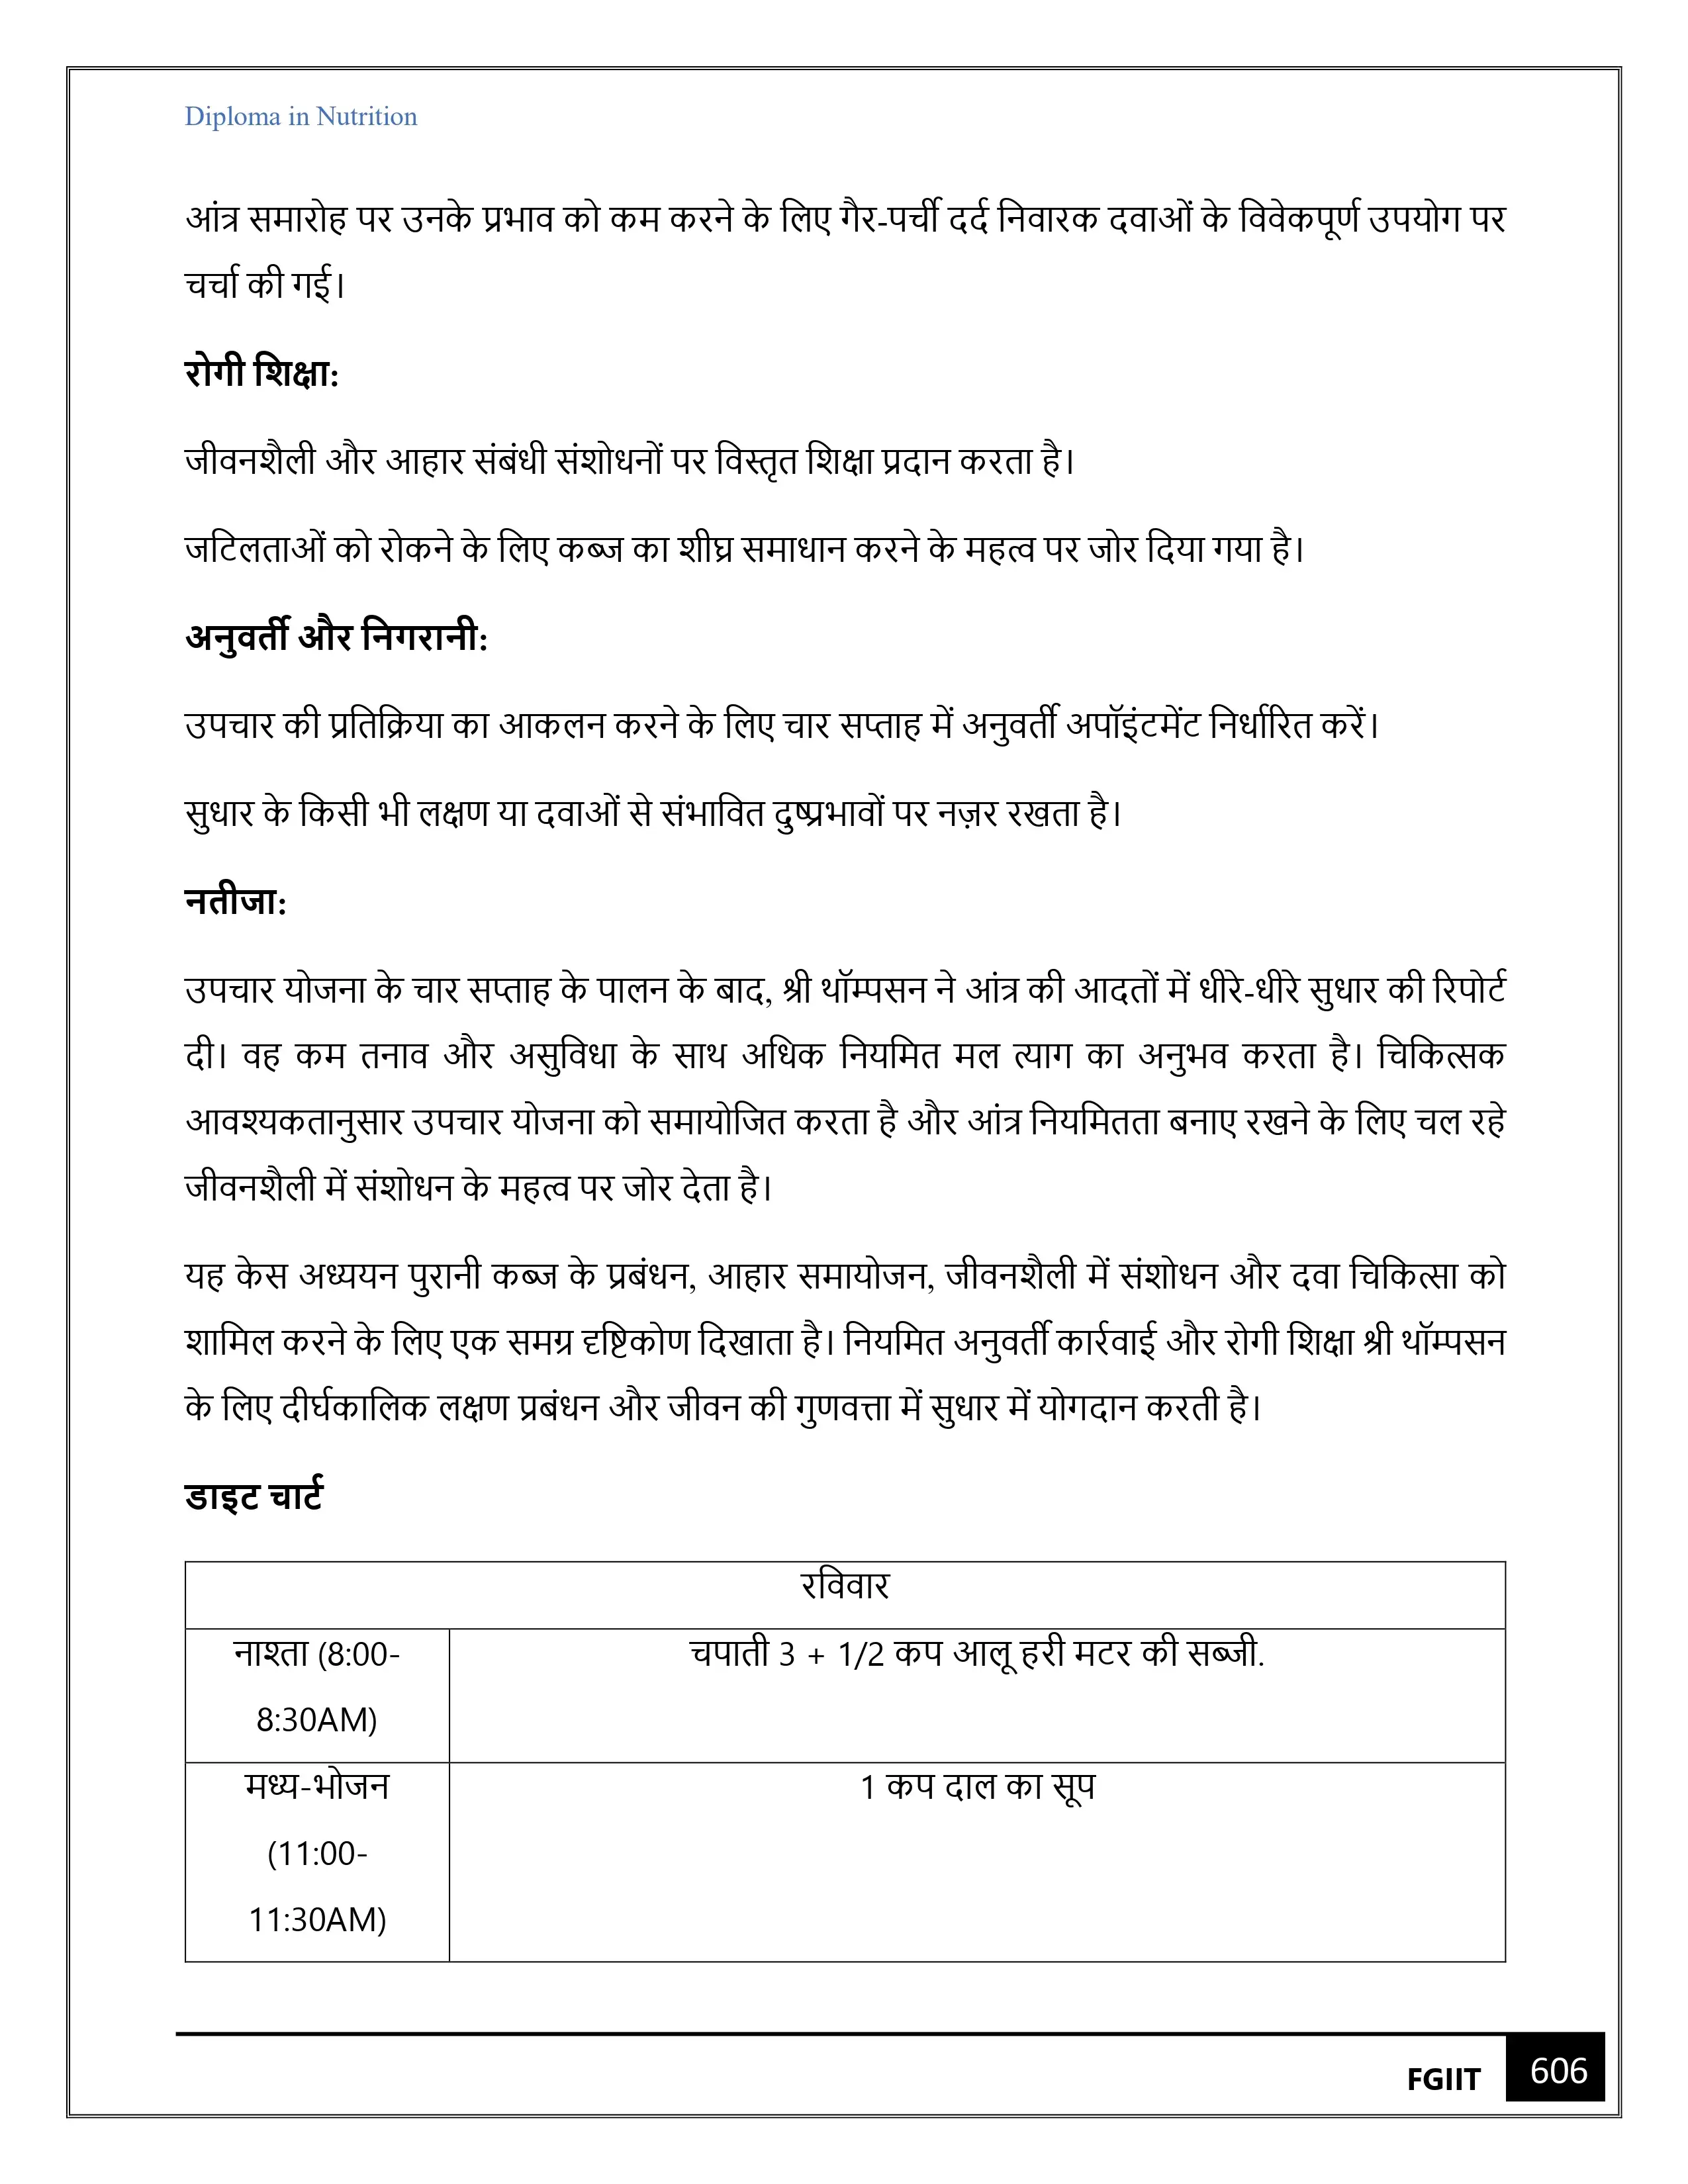 Diploma in Nutrition
आंत्र समारोह पर उनके प्रभाव को कम करने के लिए गैर-पर्ची दर्द निवारक दवाओं के विवेकपूर्ण उपयोग पर
चर्चा की गई।
रोगी शिक्षा:
जीवनशैली और आहार संबंधी संशोधनों पर विस्तृत शिक्षा प्रदान करता है।
जटिलताओं को रोकने के लिए कब्ज का शीघ्र समाधान करने के महत्व पर जोर दिया गया है।
अनुवर्ती और निगरानी:
उपचार की प्रतिक्रिया का आकलन करने के लिए चार सप्ताह में अनुवर्ती अपॉइंटमेंट निर्धारित करें।
सुधार के किसी भी लक्षण या दवाओं से संभावित दुष्प्रभावों पर नज़र रखता है।
नतीजा:
उपचार योजना के चार सप्ताह के पालन के बाद, श्री थॉम्पसन ने आंत्र की आदतों में धीरे-धीरे सुधार की रिपोर्ट
दी। वह कम तनाव और असुविधा के साथ अधिक नियमित मल त्याग का अनुभव करता है। चिकित्सक
आवश्यकतानुसार उपचार योजना को समायोजित करता है और आंत्र नियमितता बनाए रखने के लिए चल रहे
जीवनशैली में संशोधन के महत्व पर जोर देता है।
यह केस अध्ययन पुरानी कब्ज के प्रबंधन, आहार समायोजन, जीवनशैली में संशोधन और दवा चिकित्सा को
शामिल करने के लिए एक समग्र दृष्टिकोण दिखाता है। नियमित अनुवर्ती कार्रवाई और रोगी शिक्षा श्री थॉम्पसन
के लिए दीर्घकालिक लक्षण प्रबंधन और जीवन की गुणवत्ता में सुधार में योगदान करती है।
डाइट चार्ट
रविवार
नाश्ता (8:00-
8:30AM)
चपाती 3 + 1/2 कप आलू हरी मटर की सब्जी.
मध्य-भोजन
(11:00-
11:30AM)
1 कप दाल का सूप
FGIIT
606